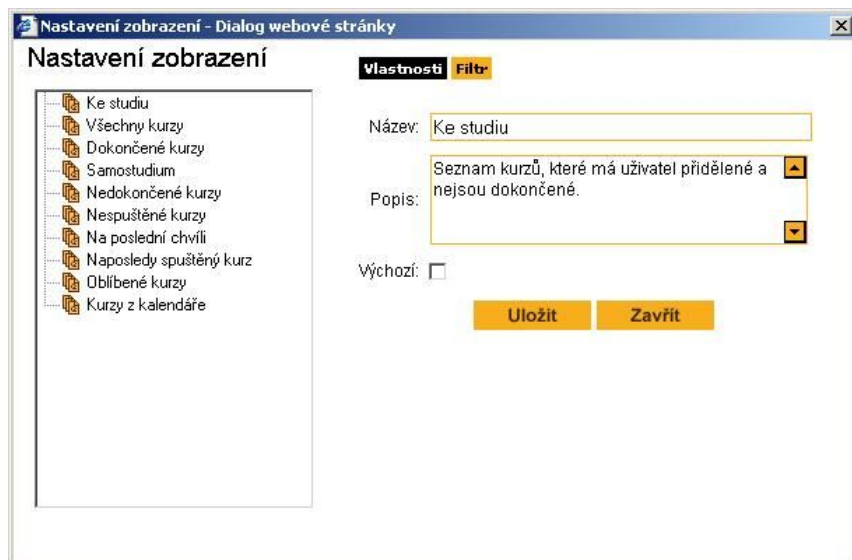 Nastavení zobrazení - Dialog webové stránky
Nastavení zobrazení
Ke studiu
Všechny kurzy
Dokončené kurzy
Samostudium
Nedokončené kurzy
Nespuštěné kurzy
Na poslední chvíli
Naposledy spuštěný kurz
Oblíbené kurzy
Kurzy z kalendáře
Vlastnosti Filtr
Název: Ke studiu
Popis: Seznam kurzů, které má uživatel přidělené a
nejsou dokončené.
Výchozí:
Uložit Zavřít